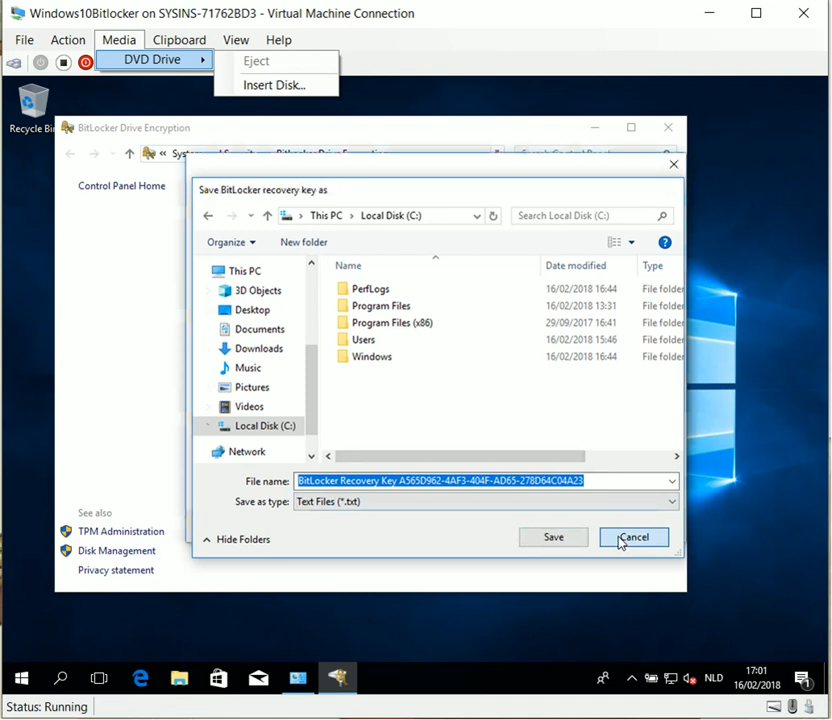 Windows10Bitlocker on SYSINS-71762BD3 - Virtual Machine Connection
File Action Media Clipboard View Help
DVD Drive
Eject
Insert Disk...
Recycle Bin
BitLocker Drive Encryption
Control Panel Home
Save BitLocker recovery key as
This PC Local Disk (C:)
Search Local Disk (C:)
Organize New folder
This PC
3D Objects
Desktop
Documents
Downloads
Music
Pictures
Videos
Local Disk (C:)
Network
Name Date modified Type
PerfLogs 16/02/2018 16:44 File folder
Program Files 16/02/2018 13:31 File folder
Program Files (x86) 29/09/2017 16:41 File folder
Users 16/02/2018 15:46 File folder
Windows 16/02/2018 16:44 File folder
File name: BitLocker Recovery Key A565D962-4AF3-404F-AD65-278D64C04A23
Save as type: Text Files (*.txt)
Hide Folders Save Cancel
See also
TPM Administration
Disk Management
Privacy statement
NLD
17:01
16/02/2018
1
Status: Running